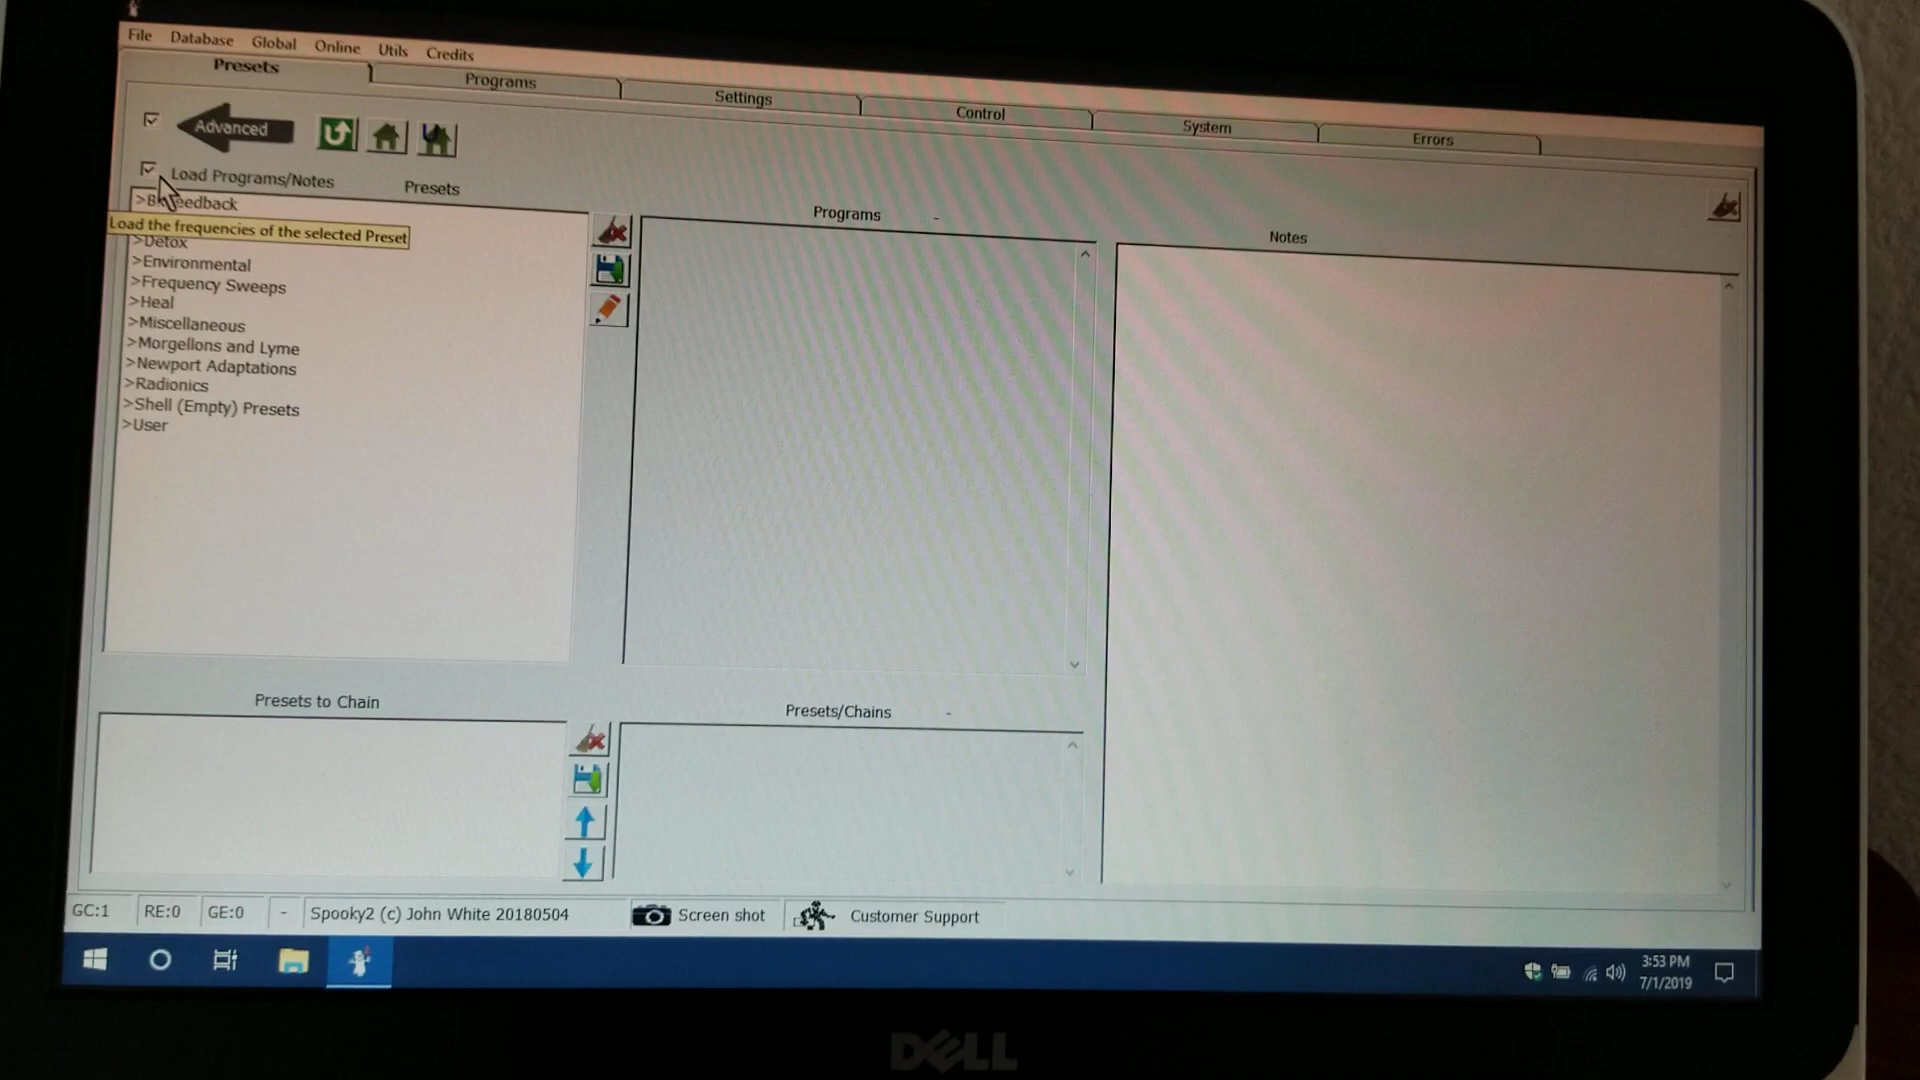 File Database Global Online Utils Credits
Presets Programs Settings Control System Errors
Advanced
Load Programs/Notes Presets
Programs -
Notes
Load the frequencies of the selected Preset
>Detox
>Environmental
>Frequency Sweeps
>Heal
>Miscellaneous
>Morgellons and Lyme
>Newport Adaptations
>Radionics
>Shell (Empty) Presets
>User
Presets to Chain
Presets/Chains -
GC:1 RE:0 GE:0 - Spooky2 (c) John White 20180504 Screen shot Customer Support
3:53 PM
7/1/2019
DELL